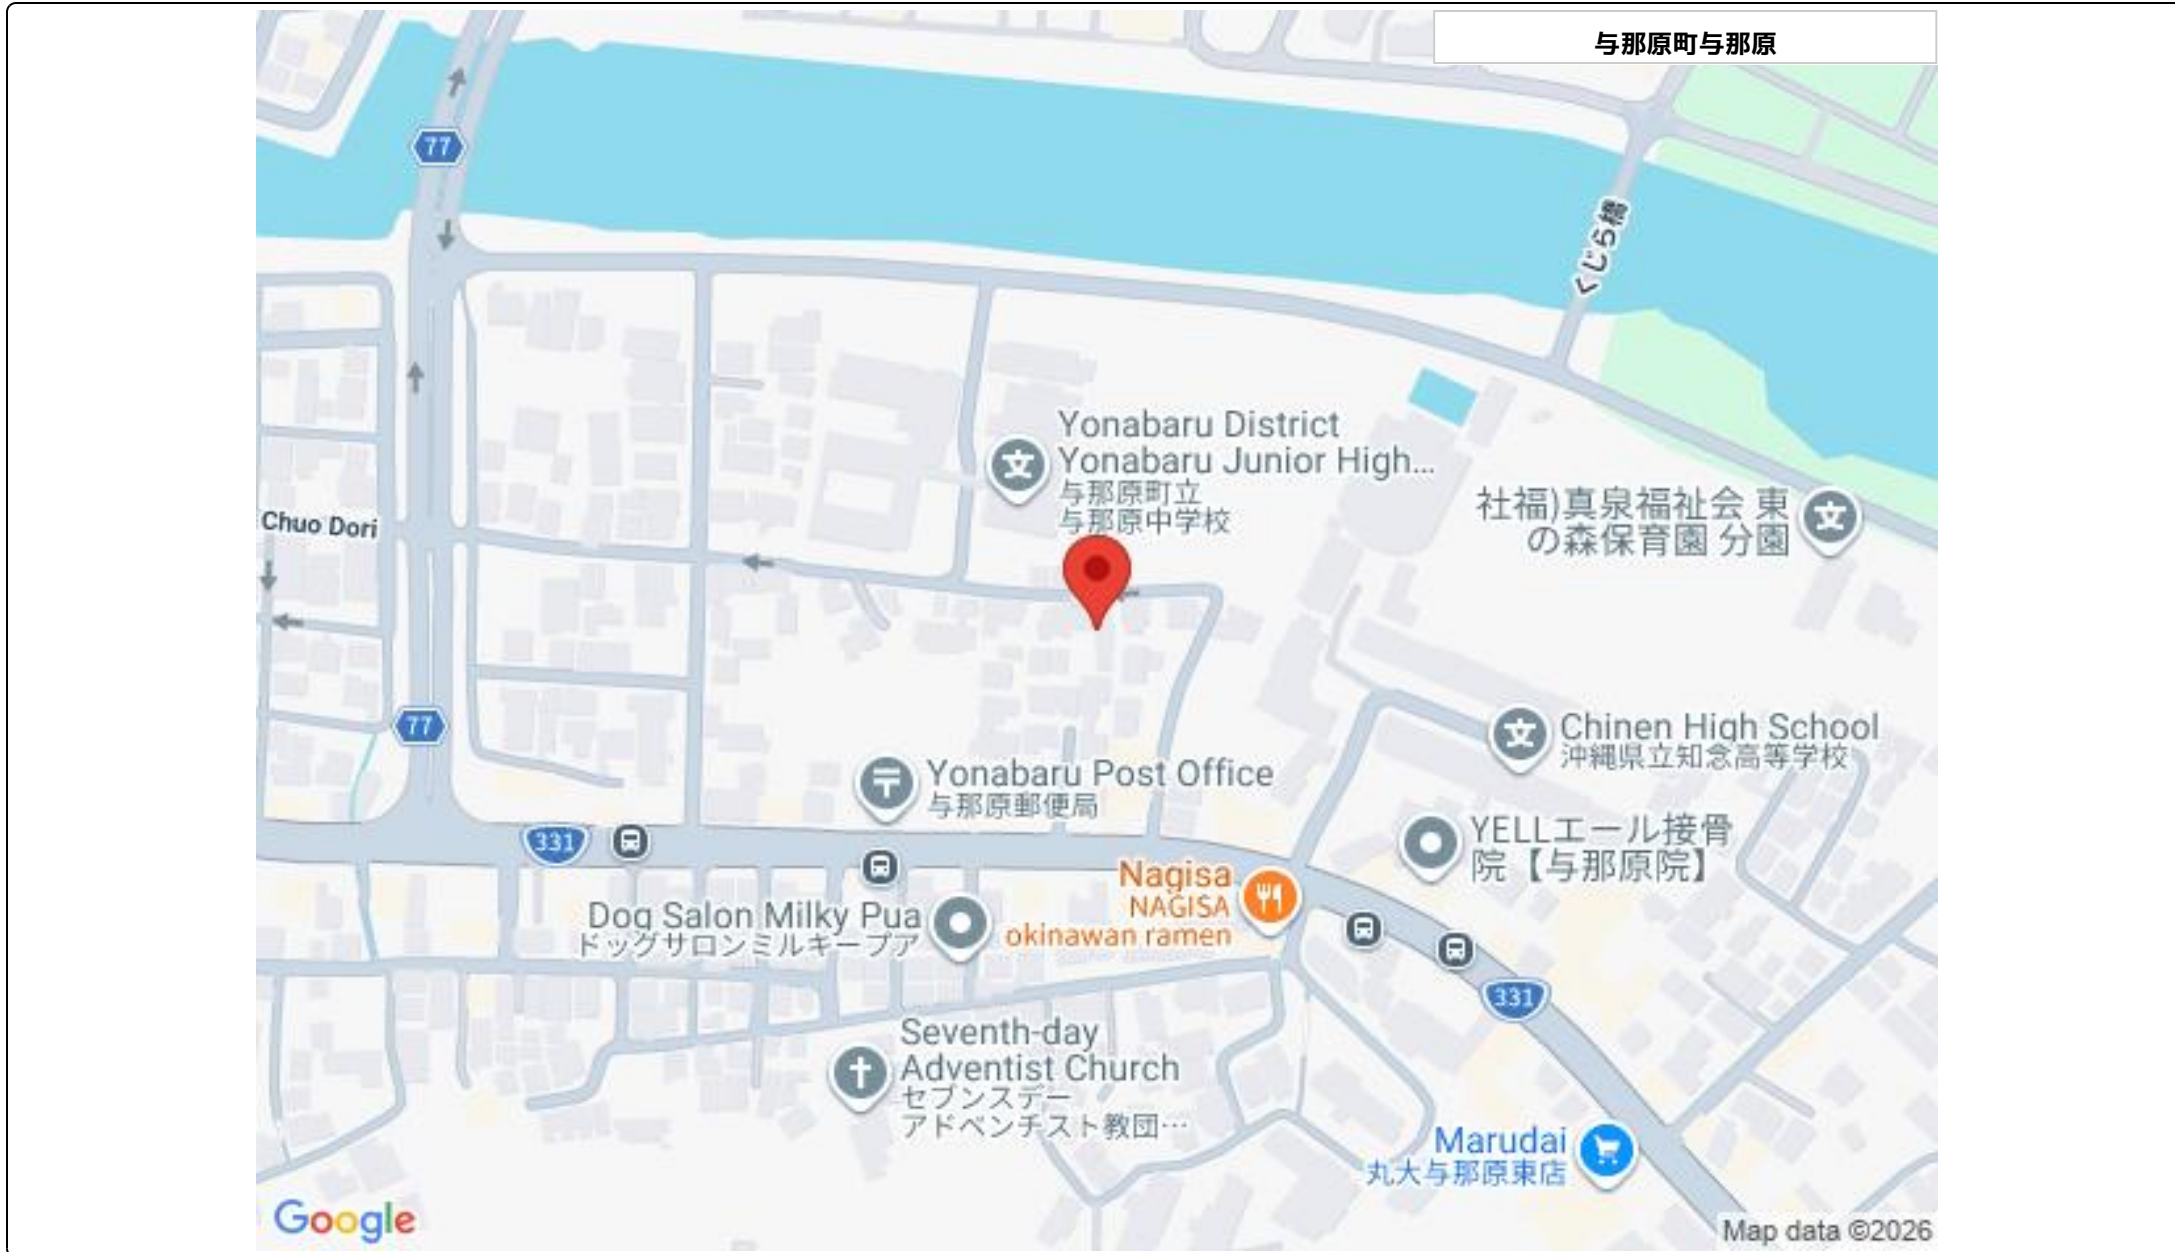 与那原町与那原
77
くじら橋
Yonabaru District
Yonabaru Junior High...
与那原町立
与那原中学校
社福)真泉福祉会 東
の森保育園 分園
Chuo Dori
77
Chinen High School
沖縄県立知念高等学校
Yonabaru Post Office
与那原郵便局
331
YELLエール接骨
院【与那原院】
Nagisa
NAGISA
okinawan ramen
Dog Salon Milky Pua
ドッグサロンミルキープア
331
Seventh-day
Adventist Church
セブンスデー
アドベンチスト教団…
Marudai
丸大与那原東店
Google
Map data ©2026